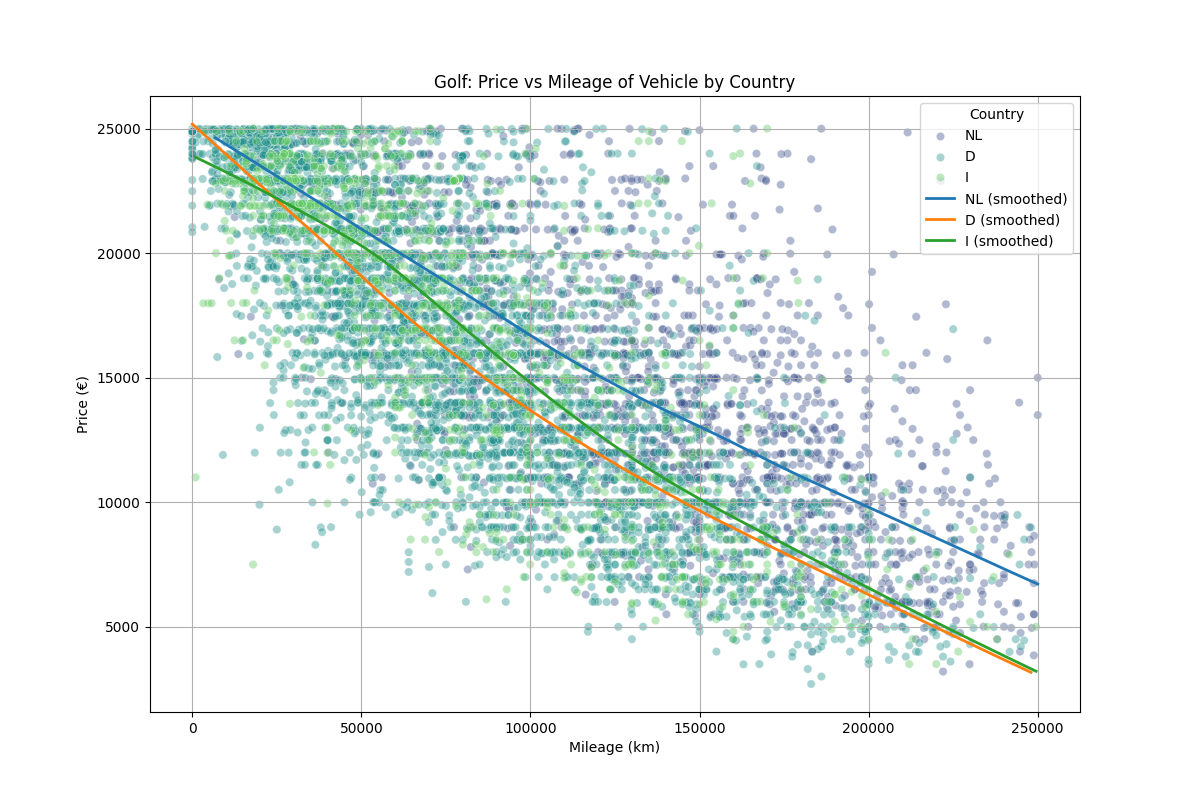 Golf: Price vs Mileage of Vehicle by Country
Price (€)
25000
20000
15000
10000
5000
0
50000
100000
150000
200000
250000
Mileage (km)
Country
NL
D
I
NL (smoothed)
D (smoothed)
I (smoothed)